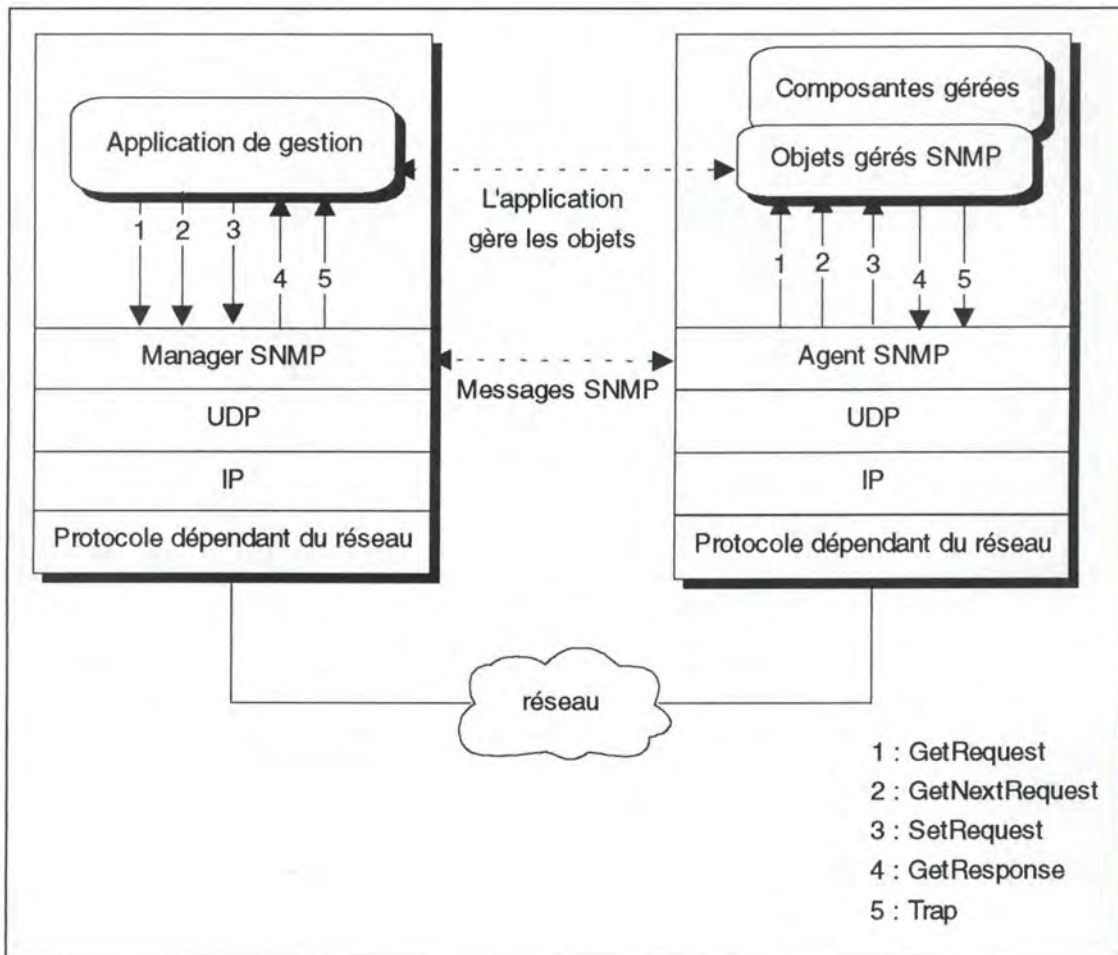 Application de gestion
Composantes gérées
Objets gérés SNMP
L'application
gère les objets
1 2 3 4 5
1 2 3 4 5
Manager SNMP
Messages SNMP
Agent SNMP
UDP
UDP
IP
IP
Protocole dépendant du réseau
Protocole dépendant du réseau
réseau
1 : GetRequest
2 : GetNextRequest
3 : SetRequest
4 : GetResponse
5 : Trap